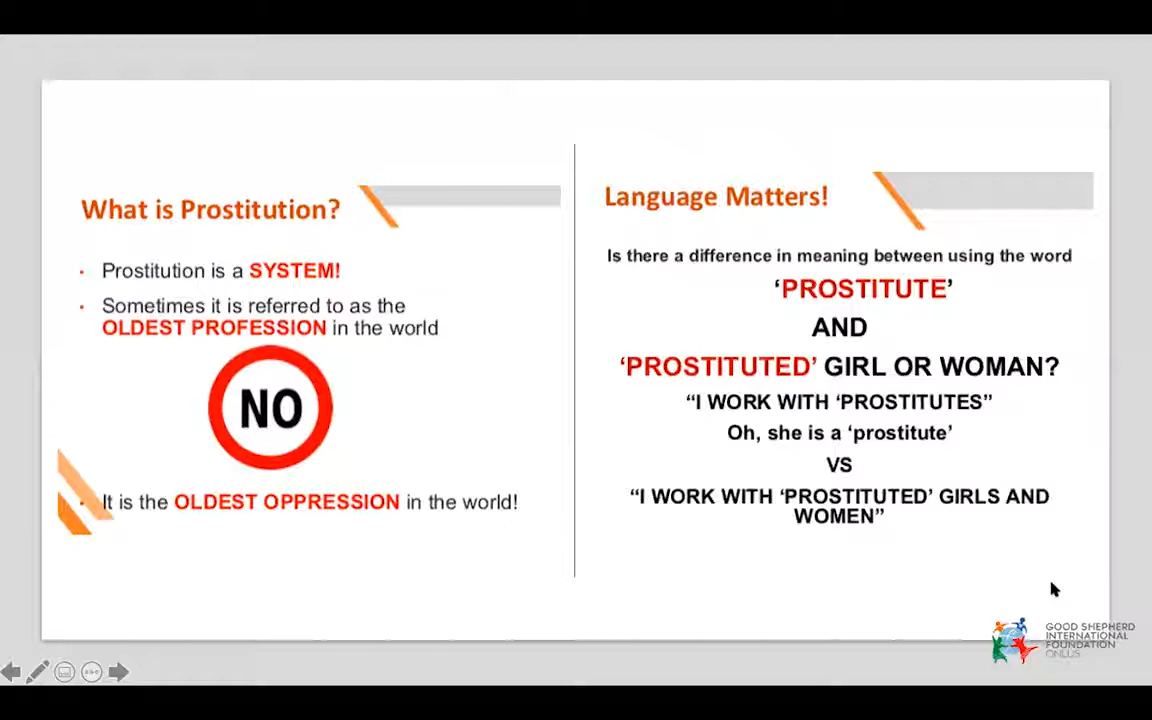 What is Prostitution?
• Prostitution is a SYSTEM!
• Sometimes it is referred to as the
OLDEST PROFESSION in the world
NO
• It is the OLDEST OPPRESSION in the world!
Language Matters!
Is there a difference in meaning between using the word
‘PROSTITUTE’
AND
‘PROSTITUTED’ GIRL OR WOMAN?
“I WORK WITH ‘PROSTITUTES”
Oh, she is a ‘prostitute’
VS
“I WORK WITH ‘PROSTITUTED’ GIRLS AND
WOMEN”
GOOD SHEPHERD
INTERNATIONAL
FOUNDATION
ONLUS